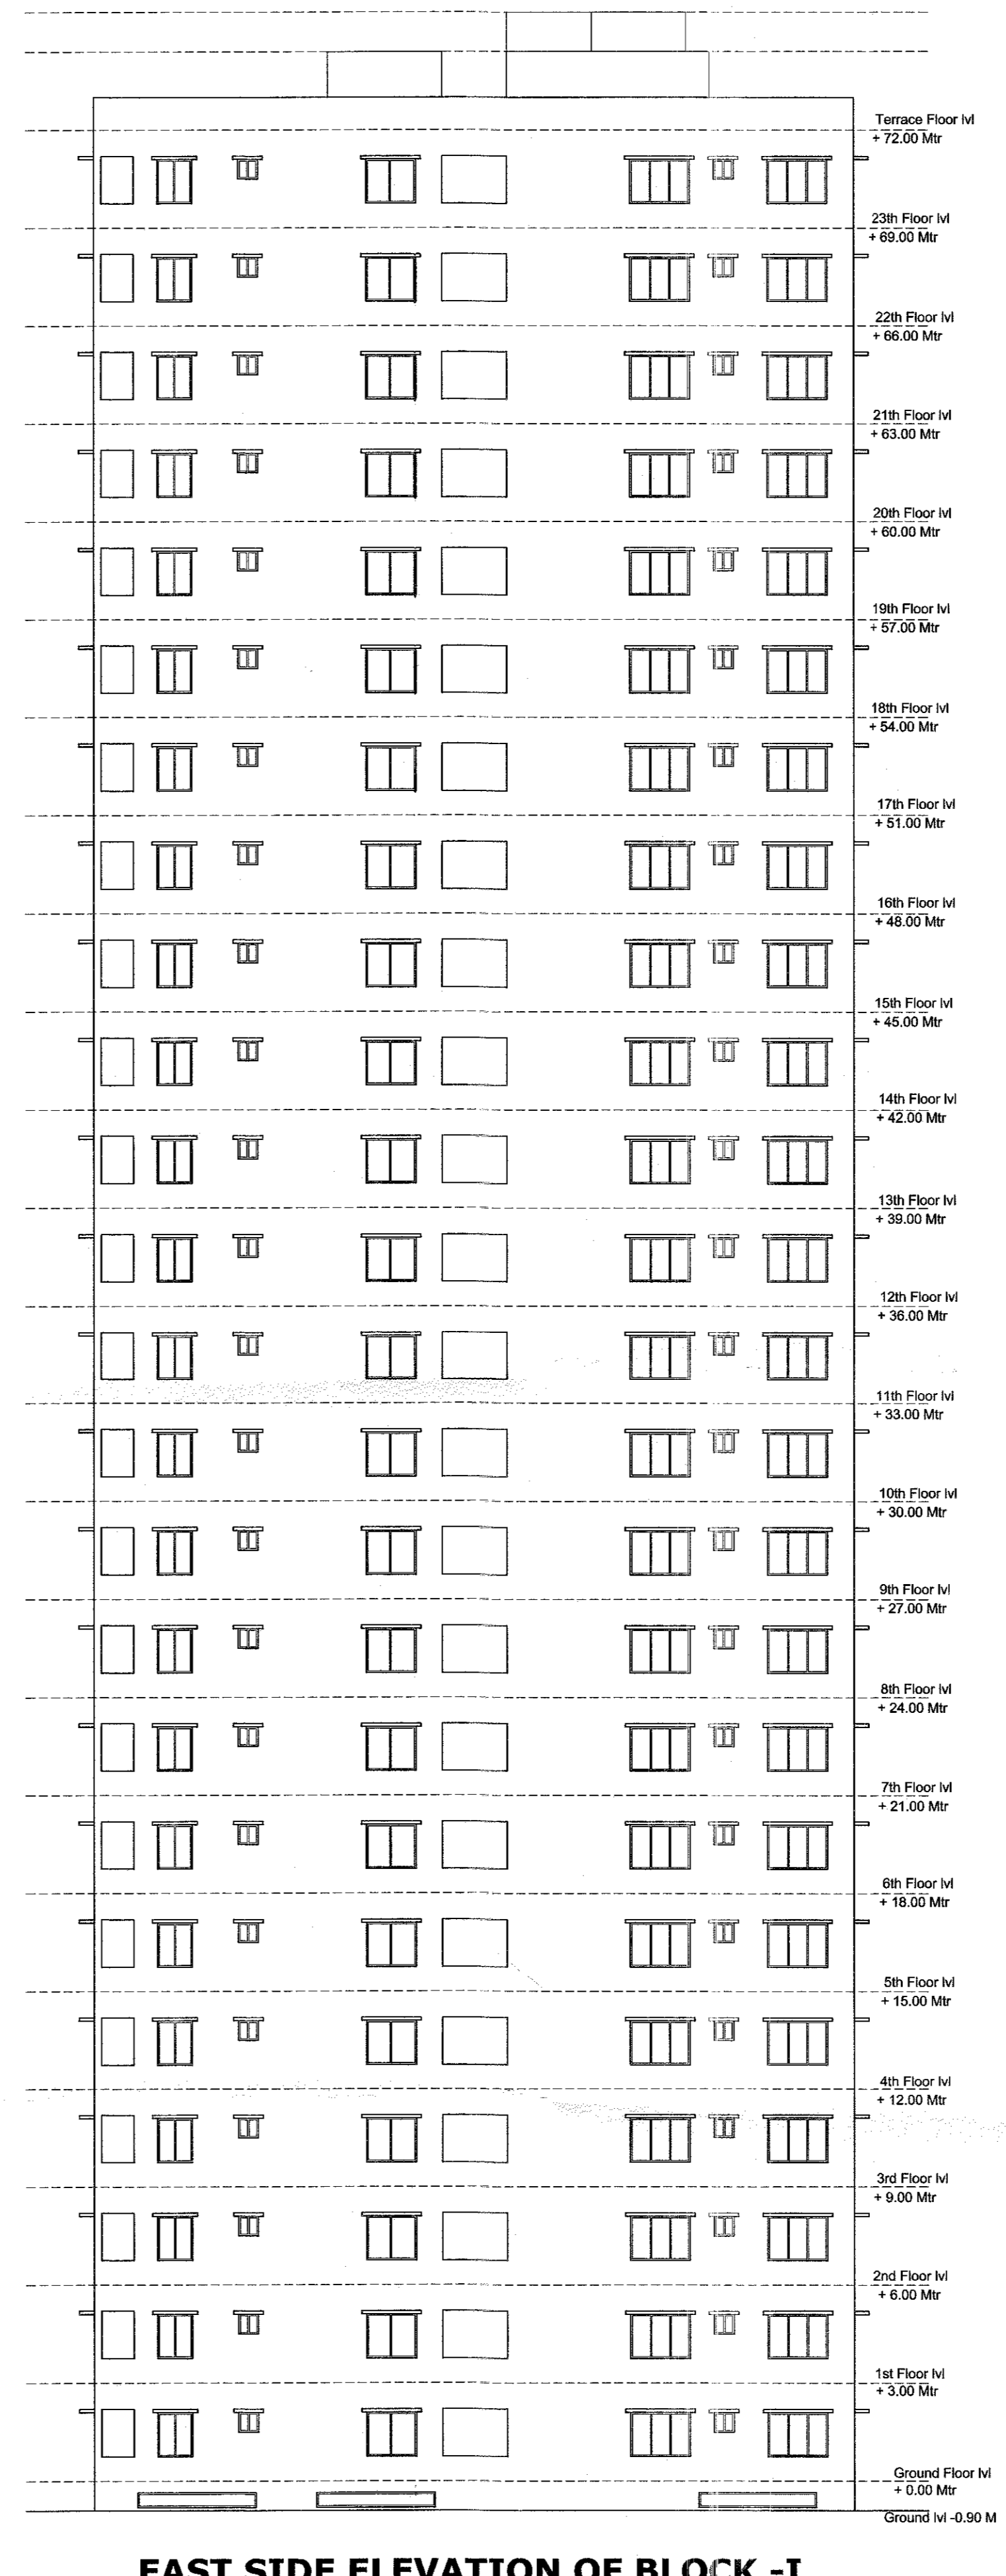 Terrace Floor lvl
+ 72.00 Mtr
23th Floor lvl
+ 69.00 Mtr
22th Floor lvl
+ 66.00 Mtr
21th Floor lvl
+ 63.00 Mtr
20th Floor lvl
+ 60.00 Mtr
19th Floor lvl
+ 57.00 Mtr
18th Floor lvl
+ 54.00 Mtr
17th Floor lvl
+ 51.00 Mtr
16th Floor lvl
+ 48.00 Mtr
15th Floor lvl
+ 45.00 Mtr
14th Floor lvl
+ 42.00 Mtr
13th Floor lvl
+ 39.00 Mtr
12th Floor lvl
+ 36.00 Mtr
11th Floor lvl
+ 33.00 Mtr
10th Floor lvl
+ 30.00 Mtr
9th Floor lvl
+ 27.00 Mtr
8th Floor lvl
+ 24.00 Mtr
7th Floor lvl
+ 21.00 Mtr
6th Floor lvl
+ 18.00 Mtr
5th Floor lvl
+ 15.00 Mtr
4th Floor lvl
+ 12.00 Mtr
3rd Floor lvl
+ 9.00 Mtr
2nd Floor lvl
+ 6.00 Mtr
1st Floor lvl
+ 3.00 Mtr
Ground Floor lvl
+ 0.00 Mtr
Ground lvl -0.90 M
EAST SIDE ELEVATION OF BLOCK -I